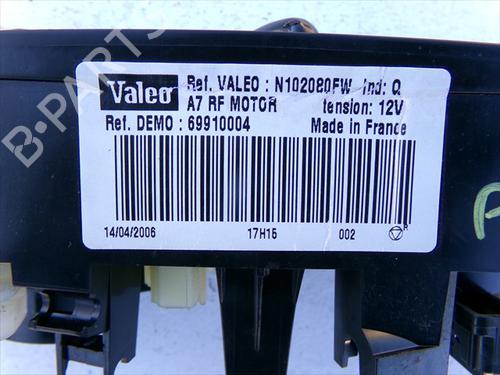 B-PARTS
Valeo
Ref. VALEO : N102080FW Ind: Q
A7 RF MOTOR tension: 12V
Ref. DEMO : 69910004 Made in France
14/04/2006 17H15 002